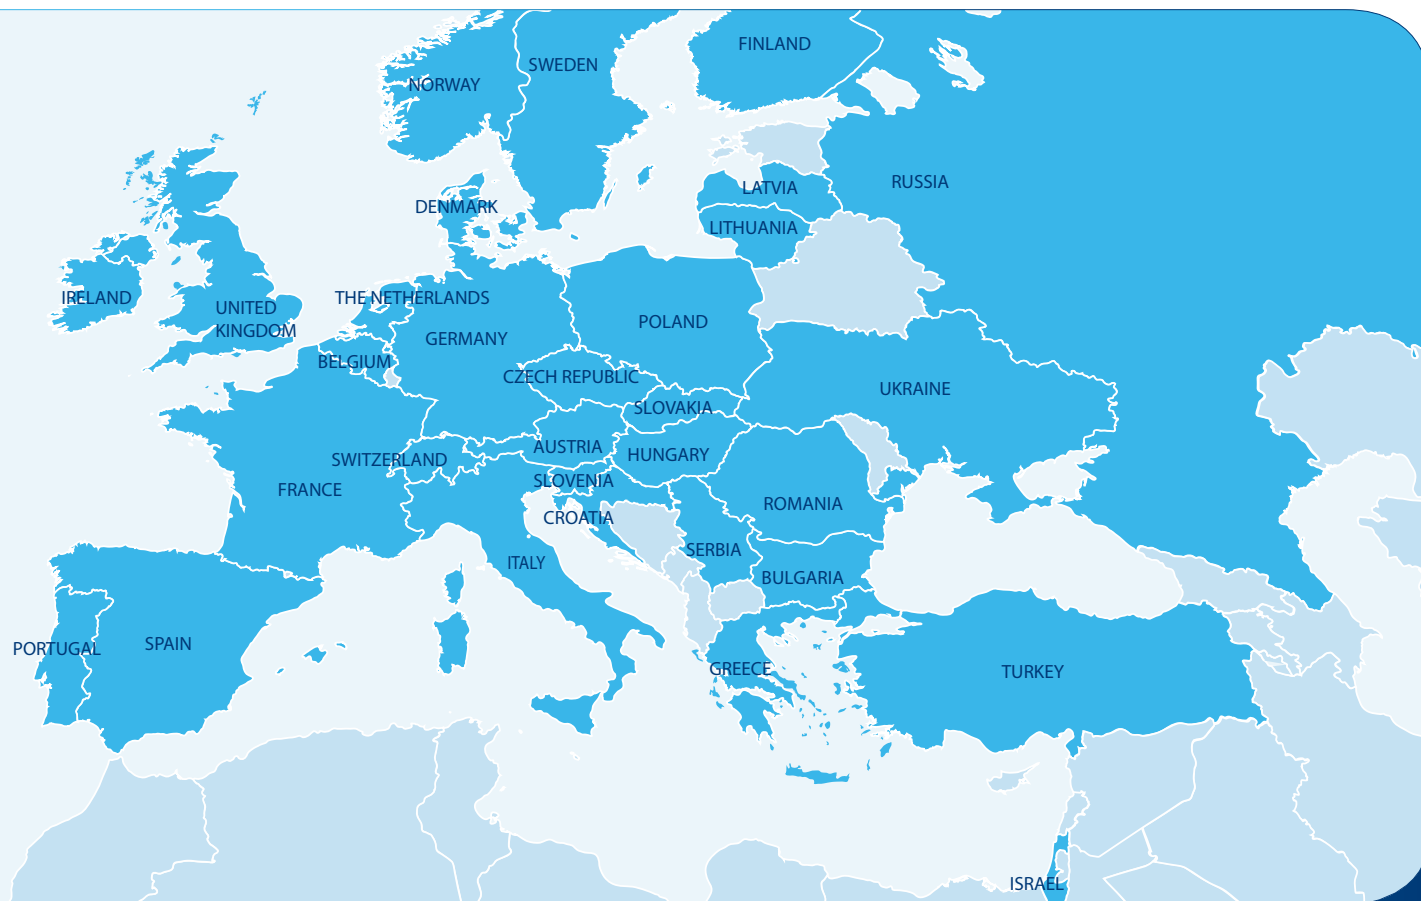 FINLAND
SWEDEN
NORWAY
RUSSIA
LATVIA
DENMARK
LITHUANIA
IRELAND
THE NETHERLANDS
UNITED
KINGDOM
POLAND
GERMANY
BELGIUM
CZECH REPUBLIC
UKRAINE
SLOVAKIA
AUSTRIA
HUNGARY
SWITZERLAND
SLOVENIA
FRANCE
ROMANIA
CROATIA
SERBIA
ITALY
BULGARIA
SPAIN
PORTUGAL
GREECE
TURKEY
ISRAEL